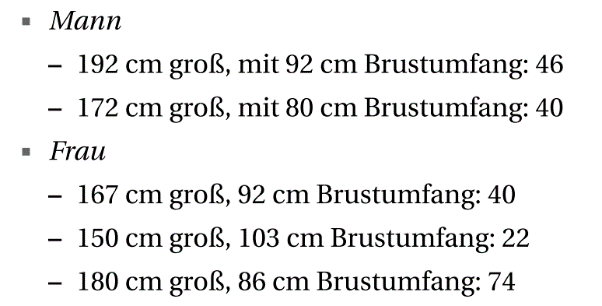 ▪ Mann
– 192 cm groß, mit 92 cm Brustumfang: 46
– 172 cm groß, mit 80 cm Brustumfang: 40
▪ Frau
– 167 cm groß, 92 cm Brustumfang: 40
– 150 cm groß, 103 cm Brustumfang: 22
– 180 cm groß, 86 cm Brustumfang: 74